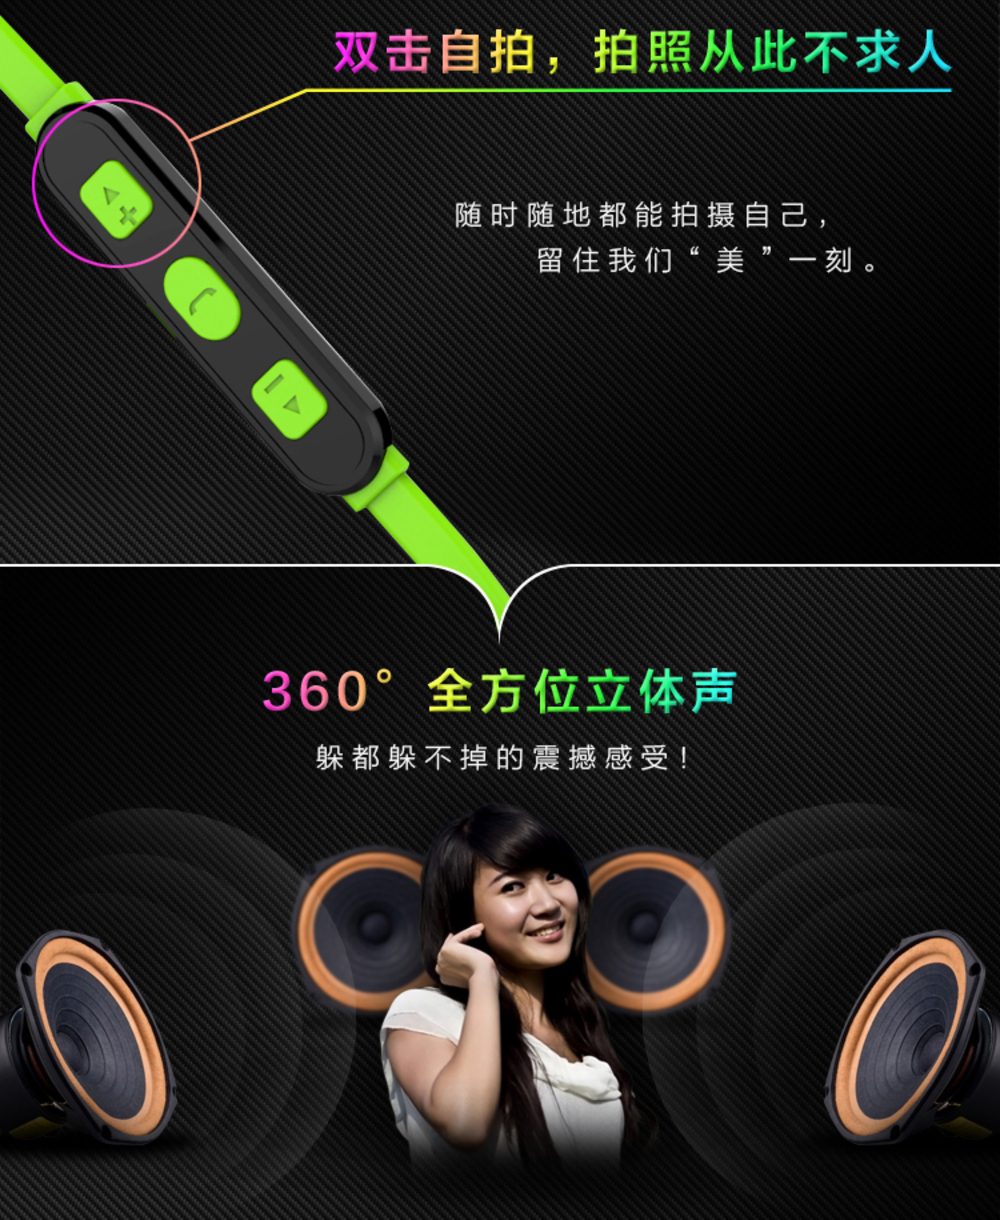 双击自拍，拍照从此不求人
随时随地都能拍摄自己，
留住我们“美”一刻。
360° 全方位立体声
躲都躲不掉的震撼感受！